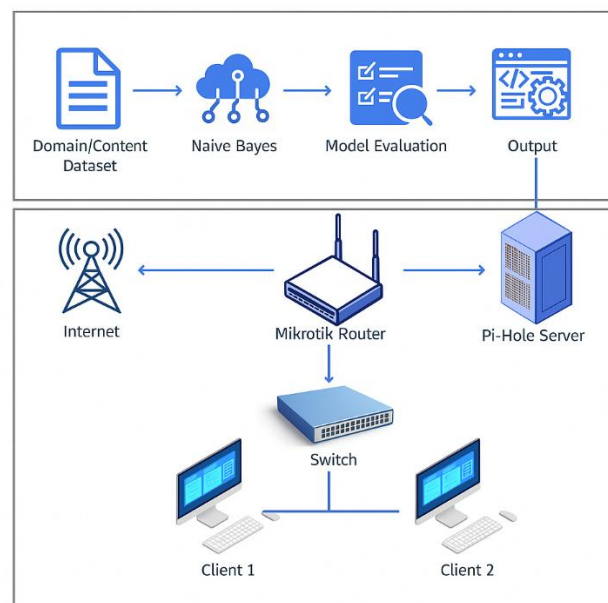 Domain/Content
Dataset
Naive Bayes
Model Evaluation
Output
Internet
Mikrotik Router
Pi-Hole Server
Switch
Client 1
Client 2